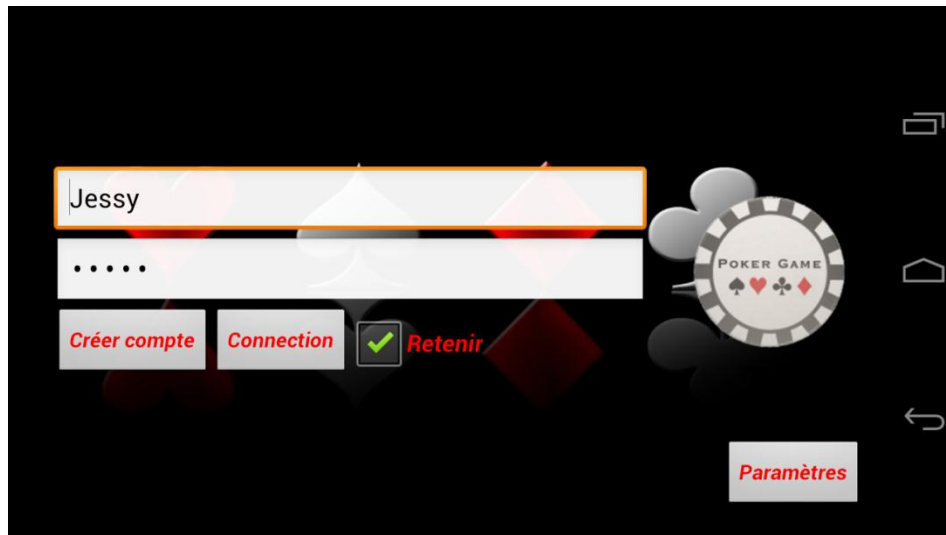 Jessy
•••••
POKER GAME
Créer compte
Connection
Retenir
Paramètres